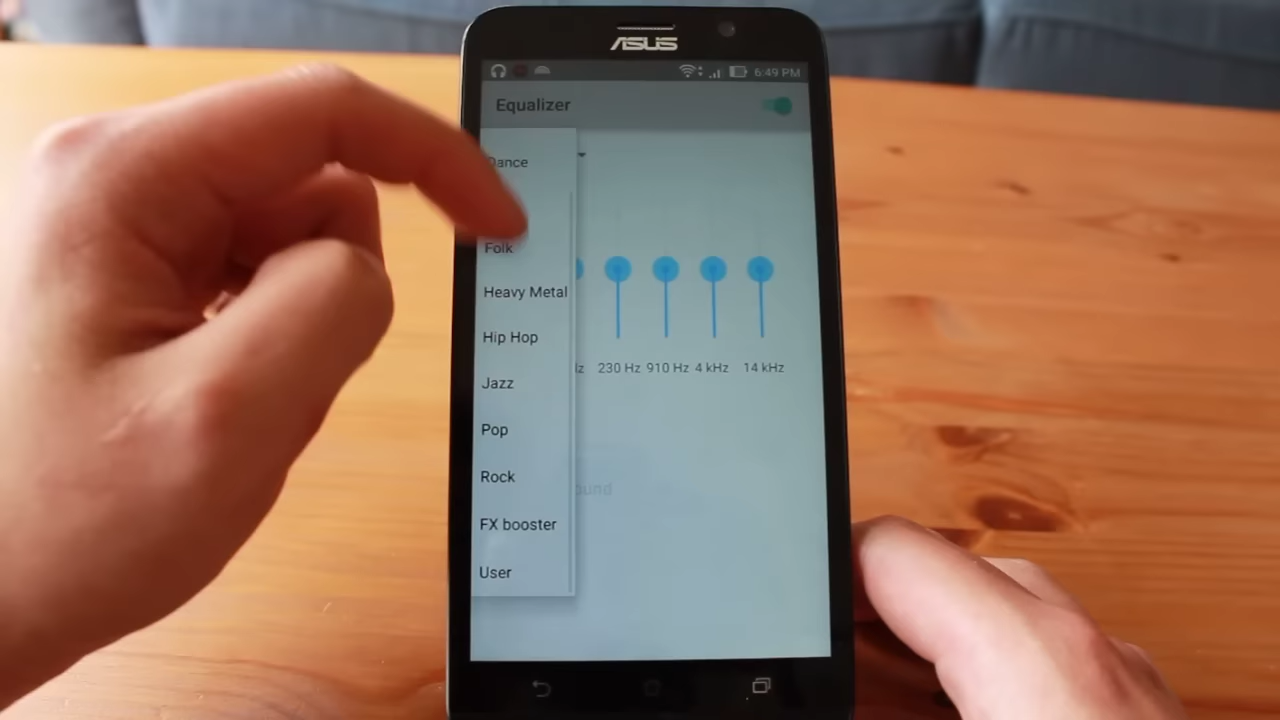 ASUS
6:49 PM
Equalizer
Dance
Folk
Heavy Metal
Hip Hop
230 Hz 910 Hz 4 kHz 14 kHz
Jazz
Pop
Rock
FX booster
User